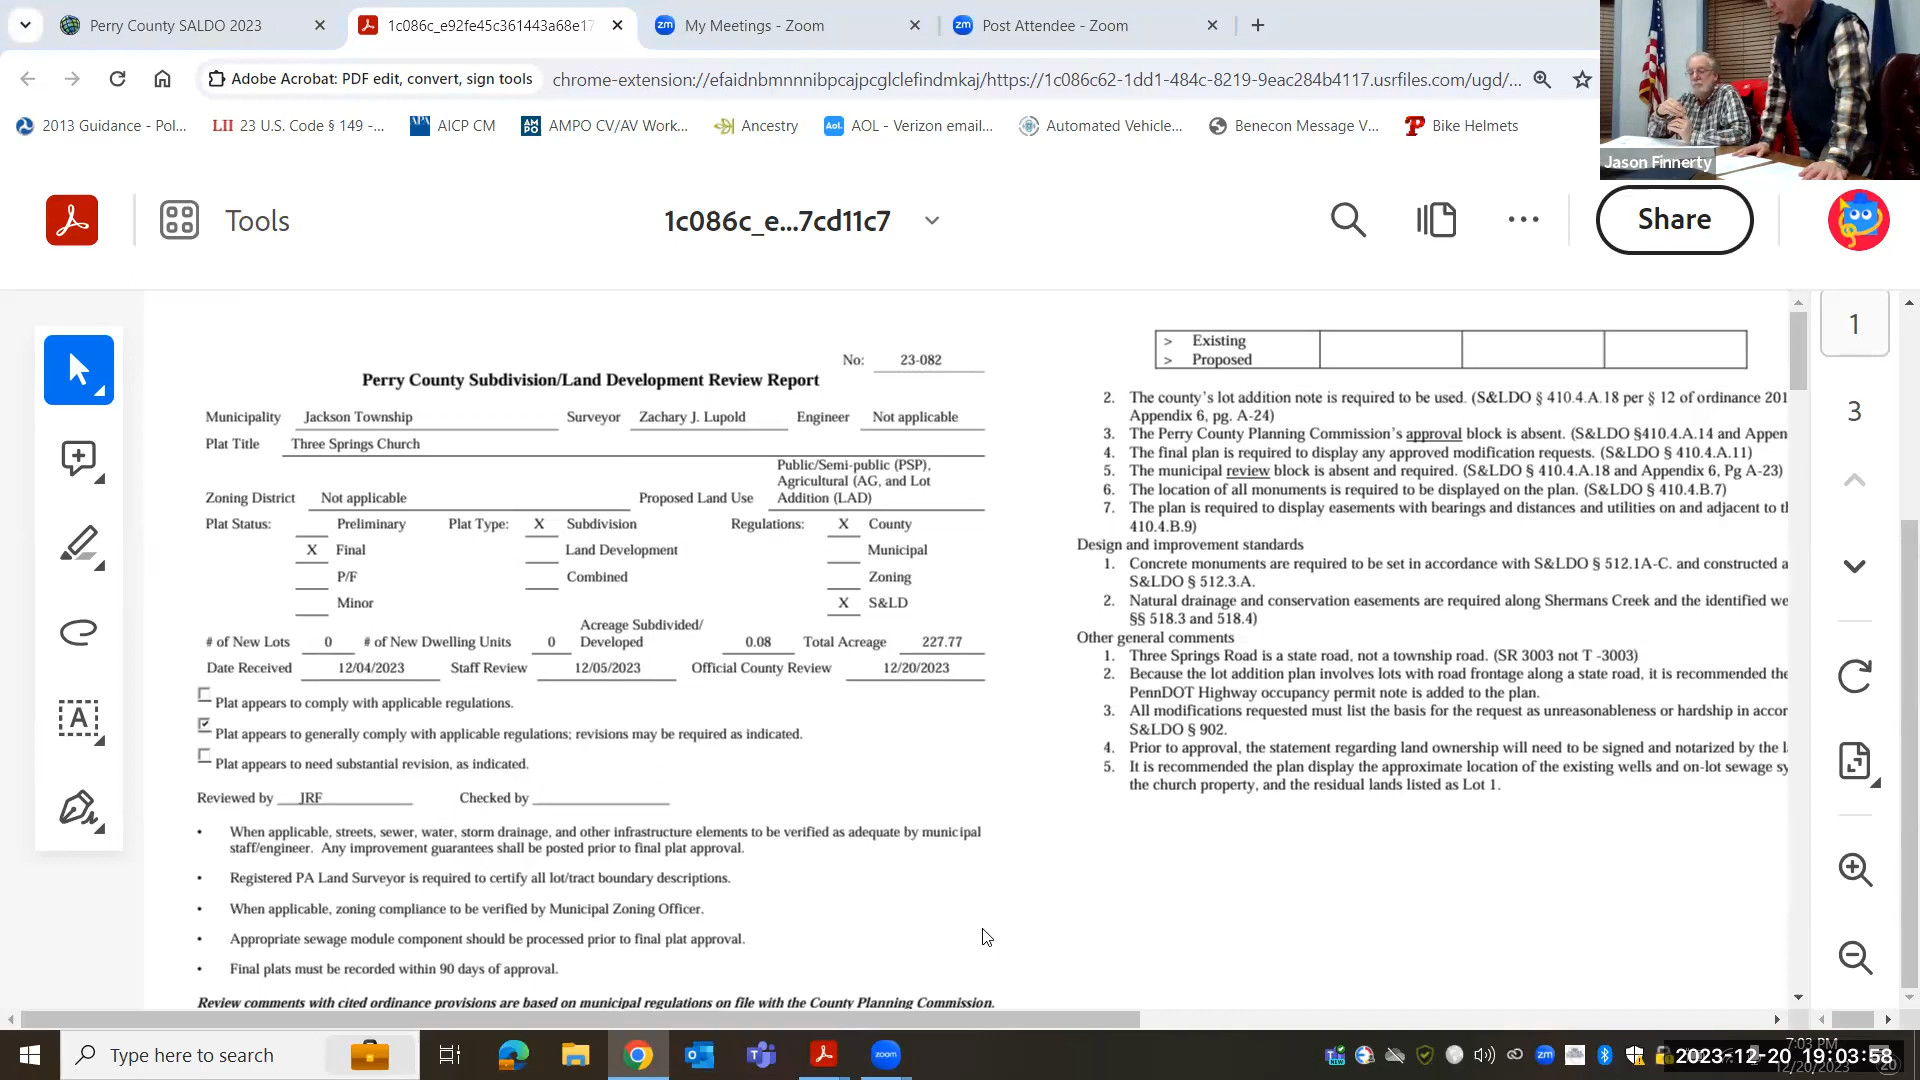 Perry County SALDO 2023
1c086c_e92fe45c361443a68e17
My Meetings - Zoom
Post Attendee - Zoom
Adobe Acrobat: PDF edit, convert, sign tools
chrome-extension://efaidnbmnnnibpcajpcglclefindmkaj/https://1c086c62-1dd1-484c-8219-9eac284b4117.usrfiles.com/ugd/...
2013 Guidance - Pol...
LII 23 U.S. Code § 149 -...
AICP CM
AMPO CV/AV Work...
Ancestry
Aol. AOL - Verizon email...
Automated Vehicle...
Benecon Message V...
Bike Helmets
Jason Finnerty
Tools
1c086c_e...7cd11c7
Share
1
3
No: 23-082
Perry County Subdivision/Land Development Review Report
Municipality Jackson Township Surveyor Zachary J. Lupold Engineer Not applicable
Plat Title Three Springs Church
Public/Semi-public (PSP),
Agricultural (AG, and Lot
Zoning District Not applicable Proposed Land Use Addition (LAD)
Plat Status: Preliminary Plat Type: X Subdivision Regulations: X County
X Final Land Development Municipal
P/F Combined Zoning
Minor X S&LD
Acreage Subdivided/
# of New Lots 0 # of New Dwelling Units 0 Developed 0.08 Total Acreage 227.77
Date Received 12/04/2023 Staff Review 12/05/2023 Official County Review 12/20/2023
Plat appears to comply with applicable regulations.
Plat appears to generally comply with applicable regulations; revisions may be required as indicated.
Plat appears to need substantial revision, as indicated.
Reviewed by JRF Checked by
• When applicable, streets, sewer, water, storm drainage, and other infrastructure elements to be verified as adequate by municipal
staff/engineer. Any improvement guarantees shall be posted prior to final plat approval.
• Registered PA Land Surveyor is required to certify all lot/tract boundary descriptions.
• When applicable, zoning compliance to be verified by Municipal Zoning Officer.
• Appropriate sewage module component should be processed prior to final plat approval.
• Final plats must be recorded within 90 days of approval.
Review comments with cited ordinance provisions are based on municipal regulations on file with the County Planning Commission.
> Existing
> Proposed
2. The county's lot addition note is required to be used. (S&LDO § 410.4.A.18 per § 12 of ordinance 201
Appendix 6, pg. A-24)
3. The Perry County Planning Commission's approval block is absent. (S&LDO §410.4.A.14 and Appen
4. The final plan is required to display any approved modification requests. (S&LDO § 410.4.A.11)
5. The municipal review block is absent and required. (S&LDO § 410.4.A.18 and Appendix 6, Pg A-23)
6. The location of all monuments is required to be displayed on the plan. (S&LDO § 410.4.B.7)
7. The plan is required to display easements with bearings and distances and utilities on and adjacent to th
410.4.B.9)
Design and improvement standards
1. Concrete monuments are required to be set in accordance with S&LDO § 512.1A-C. and constructed a
S&LDO § 512.3.A.
2. Natural drainage and conservation easements are required along Shermans Creek and the identified we
§§ 518.3 and 518.4)
Other general comments
1. Three Springs Road is a state road, not a township road. (SR 3003 not T -3003)
2. Because the lot addition plan involves lots with road frontage along a state road, it is recommended the
PennDOT Highway occupancy permit note is added to the plan.
3. All modifications requested must list the basis for the request as unreasonableness or hardship in accor
S&LDO § 902.
4. Prior to approval, the statement regarding land ownership will need to be signed and notarized by the l
5. It is recommended the plan display the approximate location of the existing wells and on-lot sewage sy
the church property, and the residual lands listed as Lot 1.
Type here to search
7:03 PM
2023-12-20 19:03:58
12/20/2023